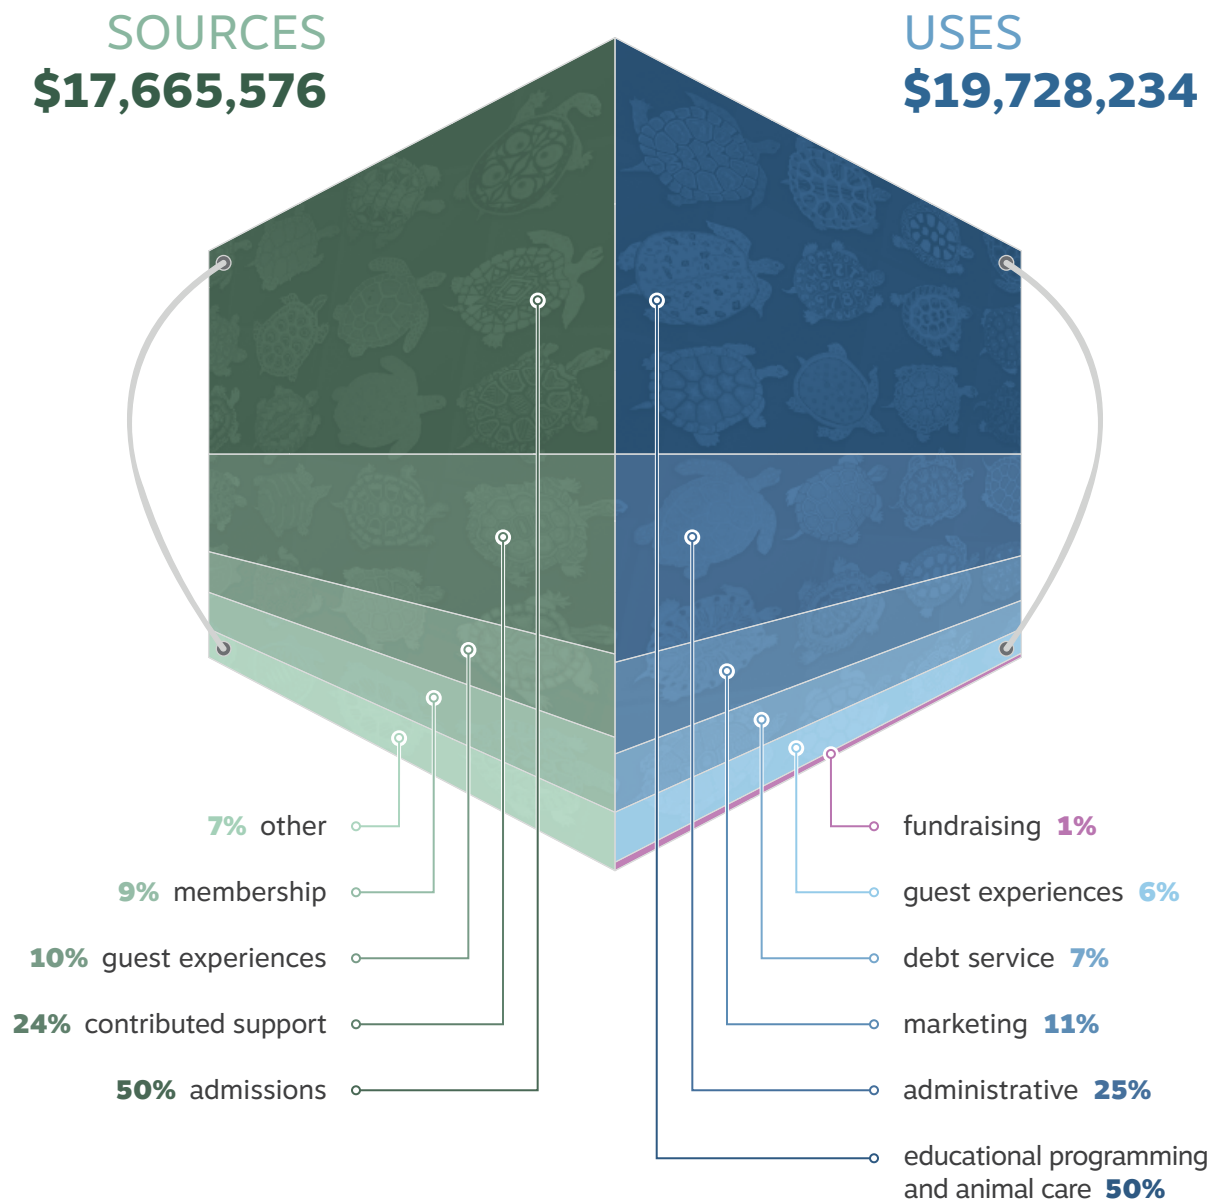 SOURCES
$17,665,576
USES
$19,728,234
7% other
9% membership
10% guest experiences
24% contributed support
50% admissions
fundraising 1%
guest experiences 6%
debt service 7%
marketing 11%
administrative 25%
educational programming
and animal care 50%